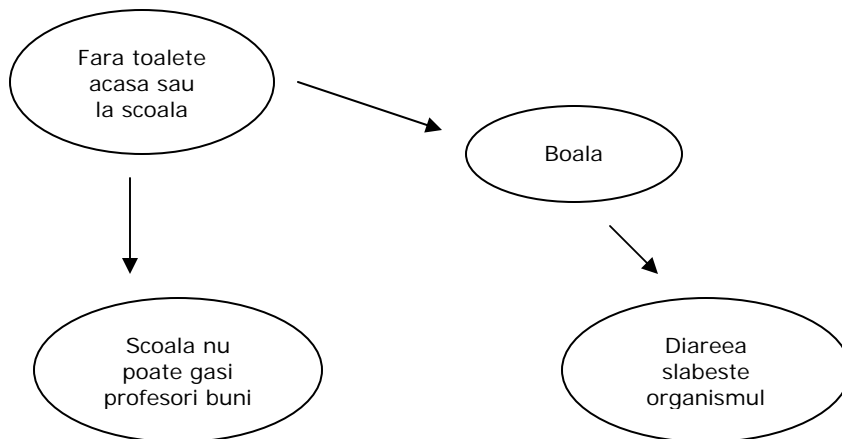 Fara toalete
acasa sau
la scoala
Boala
Scoala nu
poate gasi
profesori buni
Diareea
slabeste
organismul